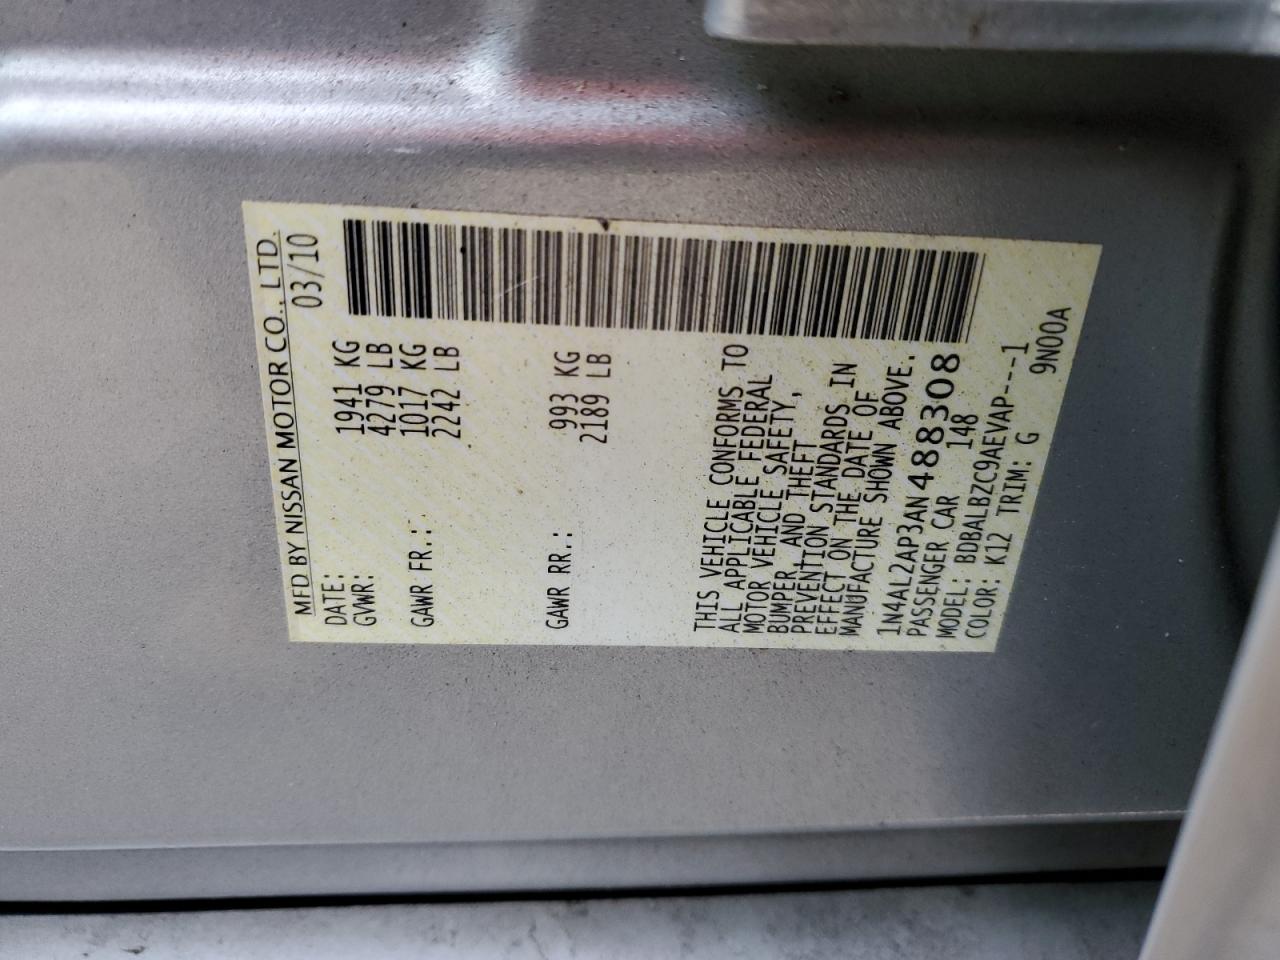 MFD BY NISSAN MOTOR CO., LTD.
DATE: 03/10
GVWR: 1941 KG
4279 LB
GAWR FR.: 1017 KG
2242 LB
GAWR RR.: 993 KG
2189 LB
THIS VEHICLE CONFORMS TO
ALL APPLICABLE FEDERAL
MOTOR VEHICLE SAFETY,
BUMPER, AND THEFT
PREVENTION STANDARDS IN
EFFECT ON THE DATE OF
MANUFACTURE SHOWN ABOVE.
1N4AL2AP3AN488308
PASSENGER CAR 148
MODEL: BDBALBZC9AEVAP---1
COLOR: K12 TRIM: G 9N00A